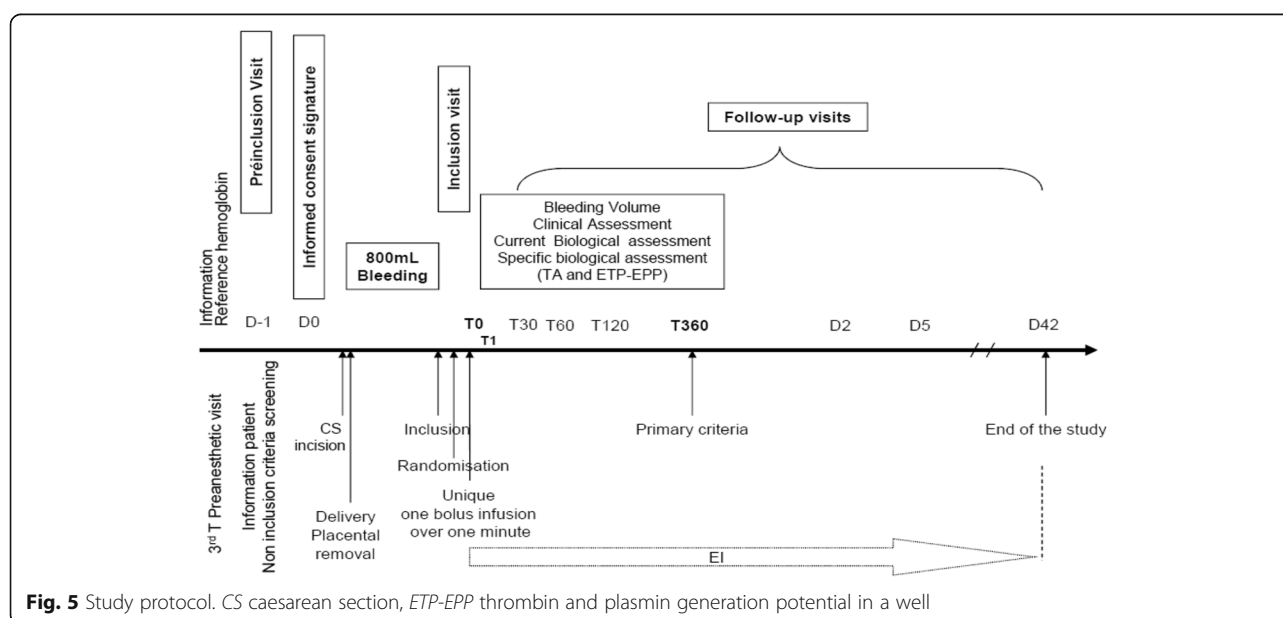 Information
Reference hemoglobin
Préinclusion Visit
Informed consent signature
800mL
Bleeding
Inclusion visit
Follow-up visits
Bleeding Volume
Clinical Assessment
Current Biological assessment
Specific biological assessment
(TA and ETP-EPP)
D-1 D0 T0 T30 T60 T120 T360 D2 D5 D42
T1
3rd T Preanesthetic visit
Information patient
Non inclusion criteria screening
CS
incision
Delivery
Placental
removal
Inclusion
Randomisation
Unique
one bolus infusion
over one minute
Primary criteria
End of the study
EI
Fig. 5 Study protocol. CS caesarean section, ETP-EPP thrombin and plasmin generation potential in a well